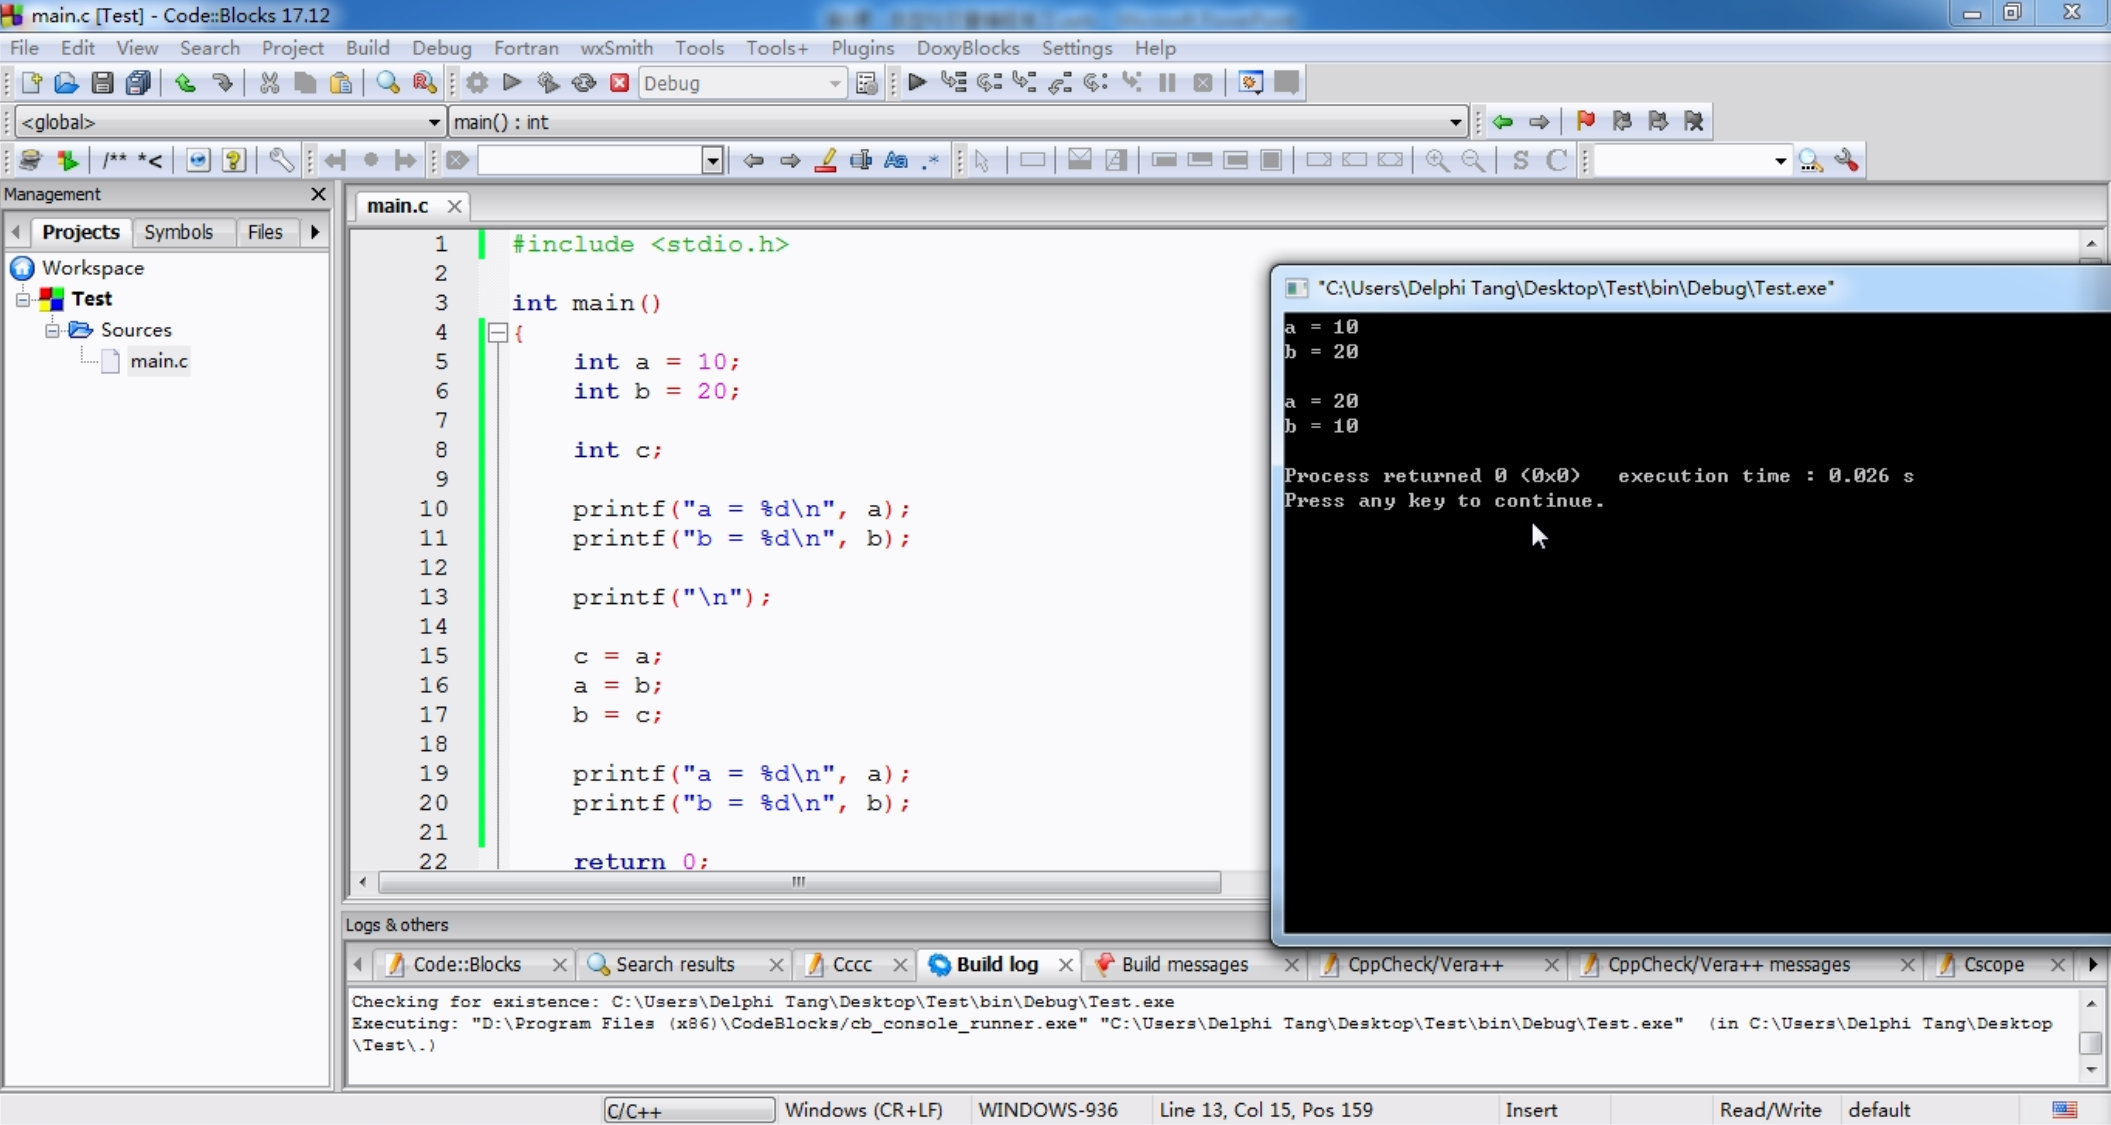 main.c [Test] - Code::Blocks 17.12
File Edit View Search Project Build Debug Fortran wxSmith Tools Tools+ Plugins DoxyBlocks Settings Help
Debug
<global> main() : int
/** *< S C
Management
Projects Symbols Files
Workspace
Test
Sources
main.c
main.c
1 #include <stdio.h>
2
3 int main()
4 {
5 int a = 10;
6 int b = 20;
7
8 int c;
9
10 printf("a = %d\n", a);
11 printf("b = %d\n", b);
12
13 printf("\n");
14
15 c = a;
16 a = b;
17 b = c;
18
19 printf("a = %d\n", a);
20 printf("b = %d\n", b);
21
22 return 0;
"C:\Users\Delphi Tang\Desktop\Test\bin\Debug\Test.exe"
a = 10
b = 20
a = 20
b = 10
Process returned 0 (0x0) execution time : 0.026 s
Press any key to continue.
Logs & others
Code::Blocks Search results Cccc Build log Build messages CppCheck/Vera++ CppCheck/Vera++ messages Cscope
Checking for existence: C:\Users\Delphi Tang\Desktop\Test\bin\Debug\Test.exe
Executing: "D:\Program Files (x86)\CodeBlocks/cb_console_runner.exe" "C:\Users\Delphi Tang\Desktop\Test\bin\Debug\Test.exe" (in C:\Users\Delphi Tang\Desktop
\Test\.)
C/C++ Windows (CR+LF) WINDOWS-936 Line 13, Col 15, Pos 159 Insert Read/Write default